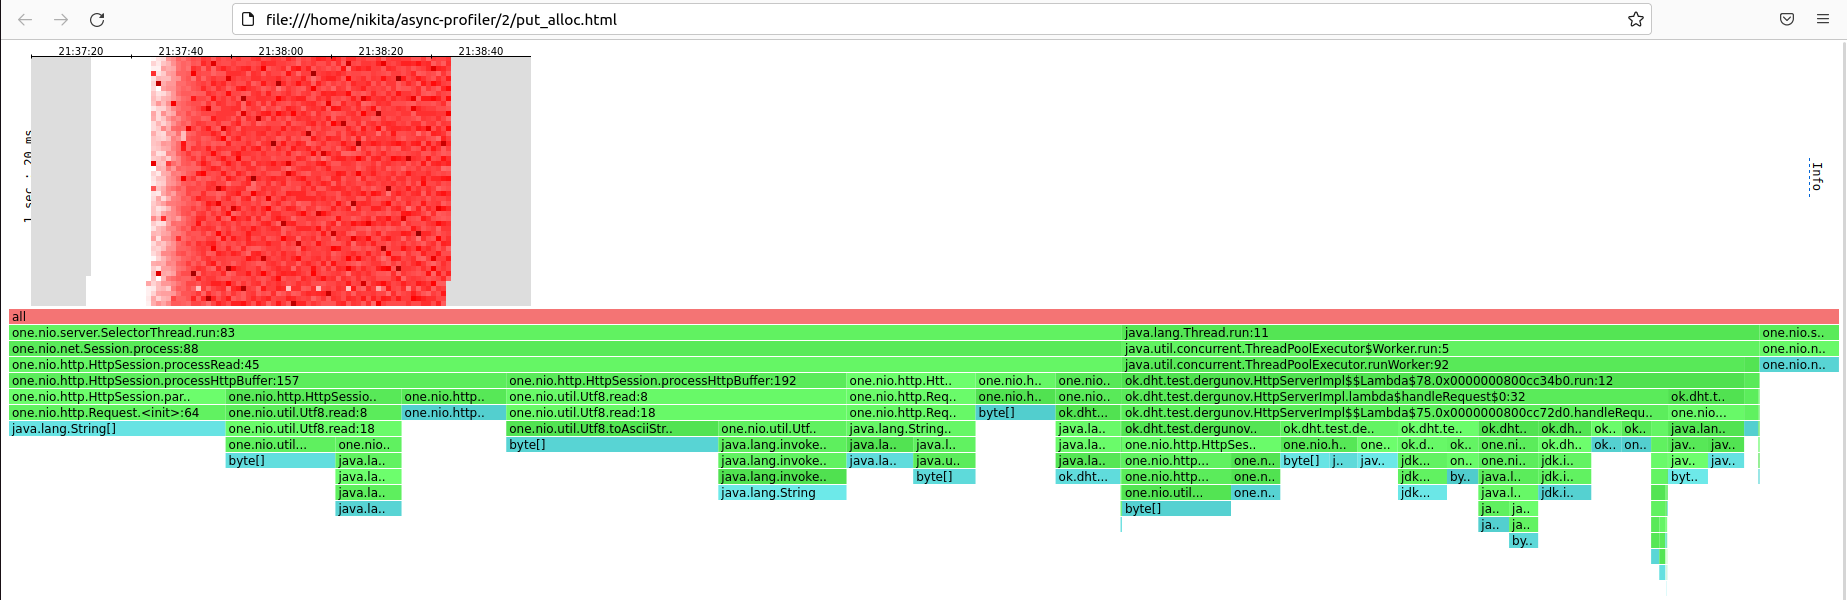 file:///home/nikita/async-profiler/2/put_alloc.html
21:37:20 21:37:40 21:38:00 21:38:20 21:38:40
1 sec : 20 ms
Info
all
one.nio.server.SelectorThread.run:83 java.lang.Thread.run:11 one.nio.s..
one.nio.net.Session.process:88 java.util.concurrent.ThreadPoolExecutor$Worker.run:5 one.nio.n..
one.nio.http.HttpSession.processRead:45 java.util.concurrent.ThreadPoolExecutor.runWorker:92 one.nio.n..
one.nio.http.HttpSession.processHttpBuffer:157 one.nio.http.HttpSession.processHttpBuffer:192 one.nio.http.Htt.. one.nio.h.. one.nio.. ok.dht.test.dergunov.HttpServerImpl$$Lambda$78.0x0000000800cc34b0.run:12
one.nio.http.HttpSession.par.. one.nio.http.HttpSessio.. one.nio.http.. one.nio.util.Utf8.read:8 one.nio.http.Req.. one.nio.h.. one.nio.. ok.dht.test.dergunov.HttpServerImpl.lambda$handleRequest$0:32 ok.dht.t..
one.nio.http.Request.<init>:64 one.nio.util.Utf8.read:8 one.nio.http.. one.nio.util.Utf8.read:18 one.nio.http.Req.. byte[] ok.dht... ok.dht.test.dergunov.HttpServerImpl$$Lambda$75.0x0000000800cc72d0.handleRequ.. one.nio...
java.lang.String[] one.nio.util.Utf8.read:18 one.nio.util.Utf8.toAsciiStr.. one.nio.util.Utf.. java.lang.String.. java.la.. ok.dht.test.dergunov.. ok.dht.test.de.. ok.dht.te.. ok.dht.. ok.dh.. ok.. ok.. java.lan..
one.nio.util... one.nio.. byte[] java.lang.invoke.. java.la.. java.l.. java.la.. one.nio.http.HttpSes.. one.nio.h.. one.. ok.d.. ok.. one.ni.. ok.dh.. ok.. on.. jav.. jav..
byte[] java.la.. java.lang.invoke.. java.la.. java.u.. java.la.. one.nio.http... one.n.. byte[] j.. jav.. jdk... on.. one.ni.. jdk.i.. jav.. jav..
java.la.. java.lang.invoke.. byte[] ok.dht... one.nio.http... one.n.. jdk... by.. java.l.. jdk.i.. byt..
java.la.. java.lang.String one.nio.util... one.n.. jdk... java.l.. jdk.i..
java.la.. byte[] ja.. ja..
ja.. ja..
by..